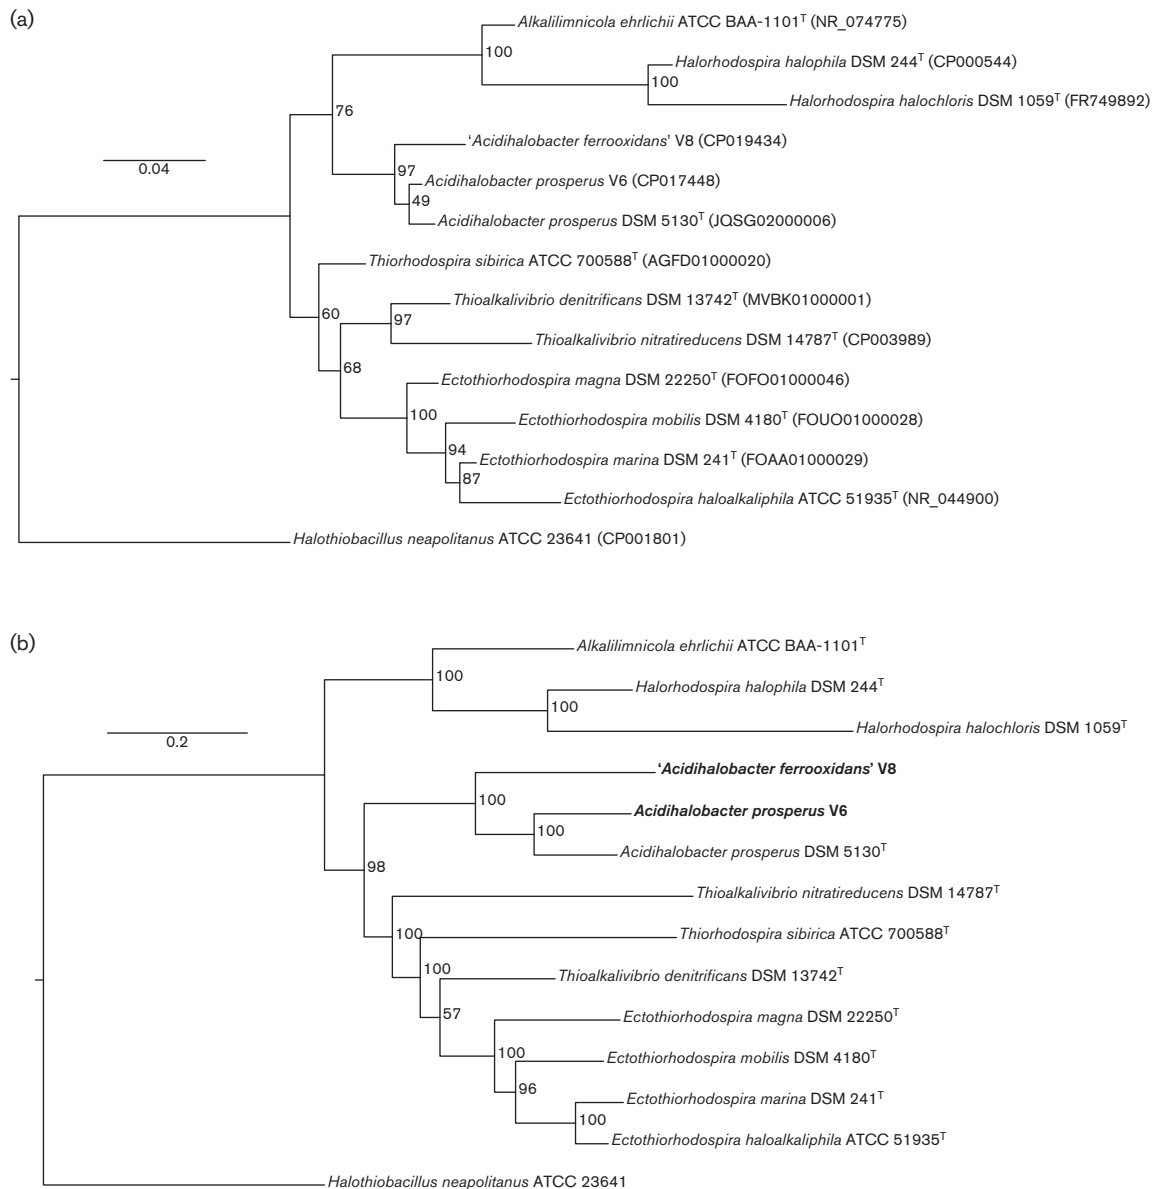 (a)
Alkalilimnicola ehrlichii ATCC BAA-1101ᵀ (NR_074775)
100
Halorhodospira halophila DSM 244ᵀ (CP000544)
100
Halorhodospira halochloris DSM 1059ᵀ (FR749892)
76
'Acidihalobacter ferrooxidans' V8 (CP019434)
0.04
97
Acidihalobacter prosperus V6 (CP017448)
49
Acidihalobacter prosperus DSM 5130ᵀ (JQSG02000006)
Thiorhodospira sibirica ATCC 700588ᵀ (AGFD01000020)
Thioalkalivibrio denitrificans DSM 13742ᵀ (MVBK01000001)
60
97
Thioalkalivibrio nitratireducens DSM 14787ᵀ (CP003989)
68
Ectothiorhodospira magna DSM 22250ᵀ (FOFO01000046)
100
Ectothiorhodospira mobilis DSM 4180ᵀ (FOUO01000028)
94
Ectothiorhodospira marina DSM 241ᵀ (FOAA01000029)
87
Ectothiorhodospira haloalkaliphila ATCC 51935ᵀ (NR_044900)
Halothiobacillus neapolitanus ATCC 23641 (CP001801)
(b)
Alkalilimnicola ehrlichii ATCC BAA-1101ᵀ
100
Halorhodospira halophila DSM 244ᵀ
100
Halorhodospira halochloris DSM 1059ᵀ
0.2
'Acidihalobacter ferrooxidans' V8
100
Acidihalobacter prosperus V6
100
Acidihalobacter prosperus DSM 5130ᵀ
98
Thioalkalivibrio nitratireducens DSM 14787ᵀ
100
Thiorhodospira sibirica ATCC 700588ᵀ
100
Thioalkalivibrio denitrificans DSM 13742ᵀ
57
Ectothiorhodospira magna DSM 22250ᵀ
100
Ectothiorhodospira mobilis DSM 4180ᵀ
96
Ectothiorhodospira marina DSM 241ᵀ
100
Ectothiorhodospira haloalkaliphila ATCC 51935ᵀ
Halothiobacillus neapolitanus ATCC 23641